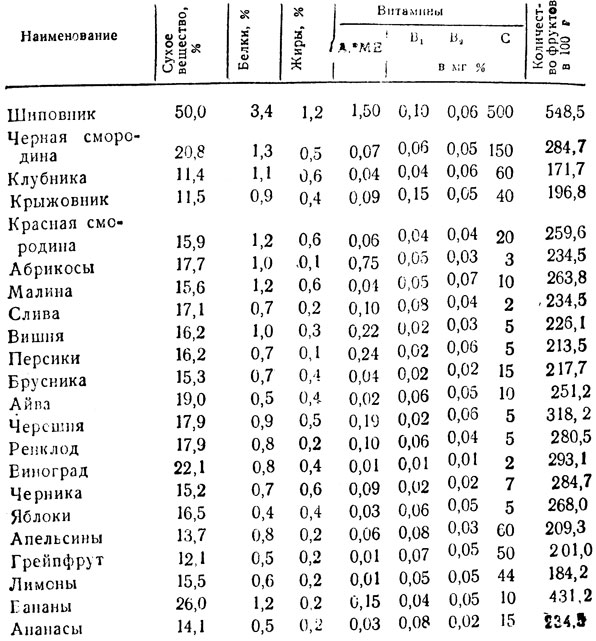 Наименование Сухое вещество, % Белки, % Жиры, % Витамины Количест-во фруктов в 100 г
А,*МЕ В₁ В₂ С
в мг %
Шиповник 50,0 3,4 1,2 1,50 0,10 0,06 500 548,5
Черная сморо-
дина 20,8 1,3 0,5 0,07 0,06 0,05 150 284,7
Клубника 11,4 1,1 0,6 0,04 0,04 0,06 60 171,7
Крыжовник 11,5 0,9 0,4 0,09 0,15 0,05 40 196,8
Красная смо-
родина 15,9 1,2 0,6 0,06 0,04 0,04 20 259,6
Абрикосы 17,7 1,0 0,1 0,75 0,05 0,03 3 234,5
Малина 15,6 1,2 0,6 0,04 0,05 0,07 10 263,8
Слива 17,1 0,7 0,2 0,10 0,08 0,04 2 234,5
Вишня 16,2 1,0 0,3 0,22 0,02 0,03 5 226,1
Персики 16,2 0,7 0,1 0,24 0,02 0,06 5 213,5
Брусника 15,3 0,7 0,4 0,04 0,02 0,02 15 217,7
Айва 19,0 0,5 0,4 0,02 0,06 0,05 10 251,2
Черешня 17,9 0,9 0,5 0,19 0,02 0,06 5 318,2
Ренклод 17,9 0,8 0,2 0,10 0,06 0,04 5 280,5
Виноград 22,1 0,8 0,4 0,01 0,01 0,01 2 293,1
Черника 15,2 0,7 0,6 0,09 0,02 0,02 7 284,7
Яблоки 16,5 0,4 0,4 0,03 0,06 0,05 5 268,0
Апельсины 13,7 0,8 0,2 0,06 0,08 0,03 60 209,3
Грейпфрут 12,1 0,5 0,2 0,01 0,07 0,05 50 201,0
Лимоны 15,5 0,6 0,2 0,01 0,05 0,05 44 184,2
Бананы 26,0 1,2 0,2 0,15 0,04 0,05 10 431,2
Ананасы 14,1 0,5 0,2 0,03 0,08 0,02 15 234,5